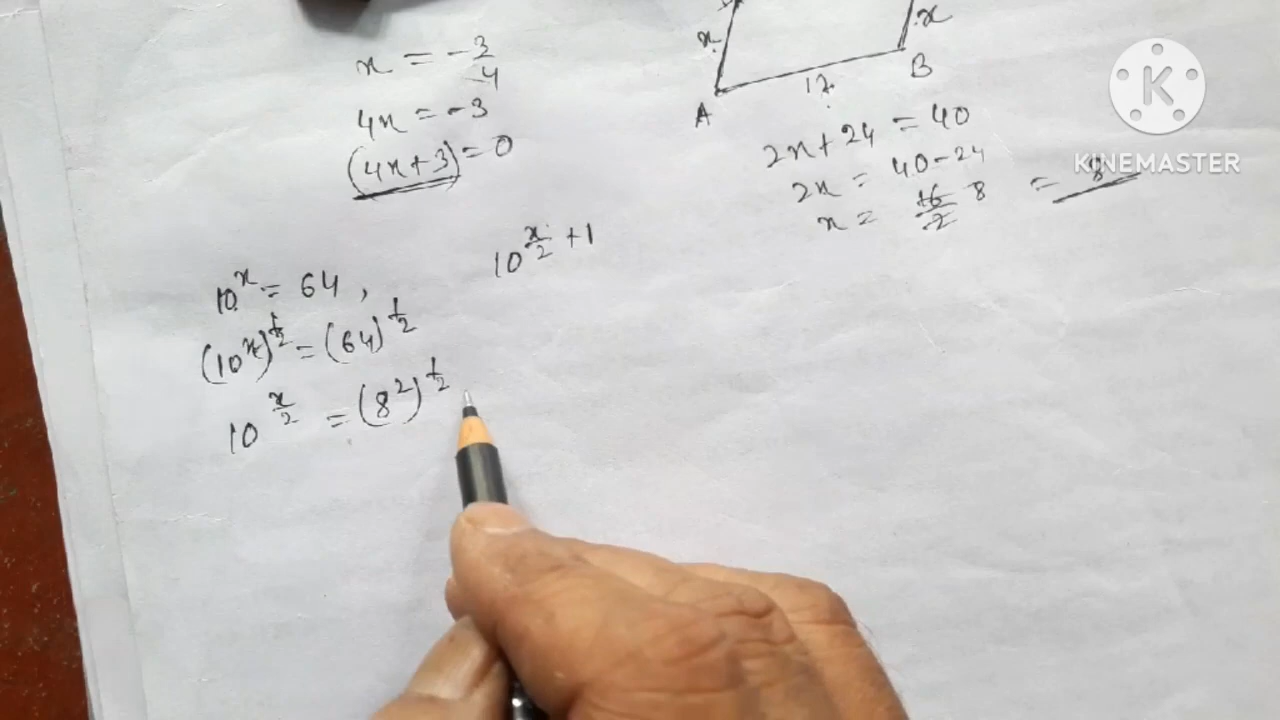 x = -3/4
4x = -3
(4x+3) = 0
x
x
A
12
B
2x + 24 = 40
2x = 40 - 24
x = 16/2 8 = 8
K
KINEMASTER
10^(x/2 + 1)
10^x = 64,
(10^x)^(1/2) = (64)^(1/2)
10^(x/2) = (8^2)^(1/2)